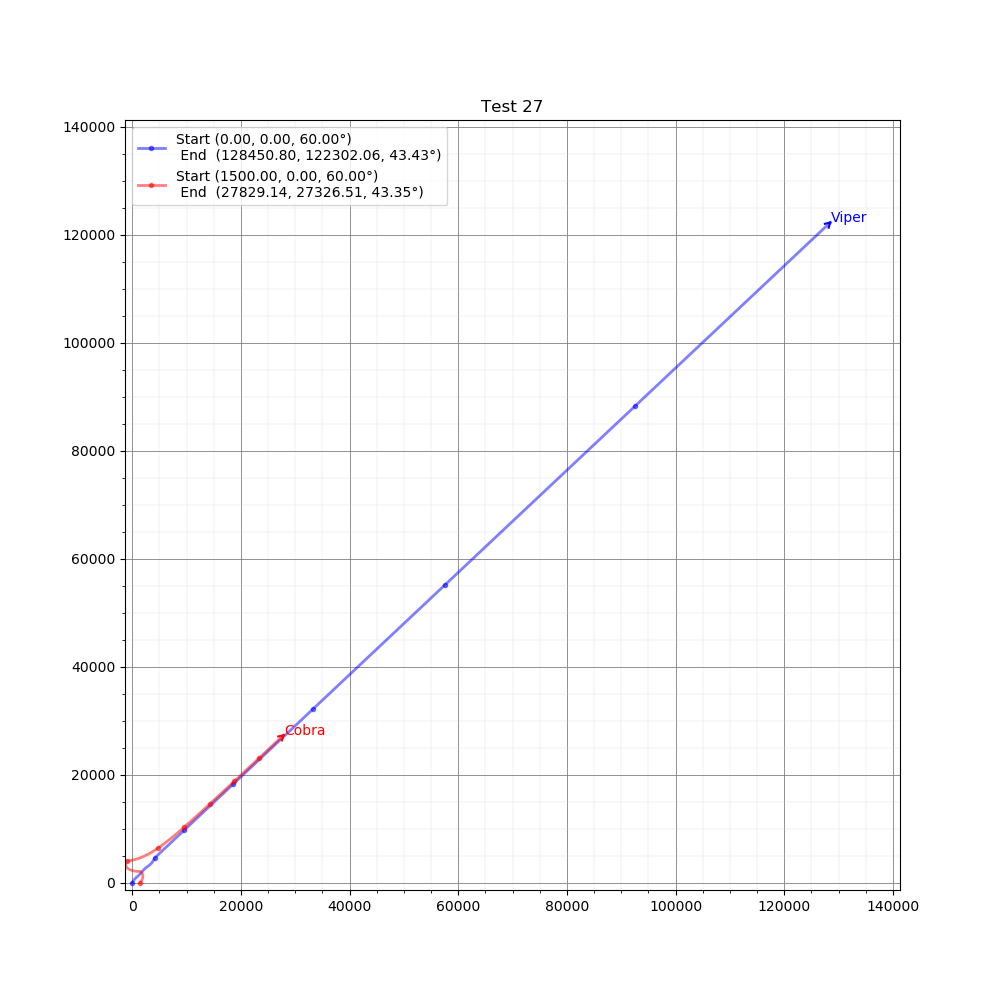 Test 27
Start (0.00, 0.00, 60.00°)
End (128450.80, 122302.06, 43.43°)
Start (1500.00, 0.00, 60.00°)
End (27829.14, 27326.51, 43.35°)
140000
120000
100000
80000
60000
40000
20000
0
Viper
Cobra
0 20000 40000 60000 80000 100000 120000 140000